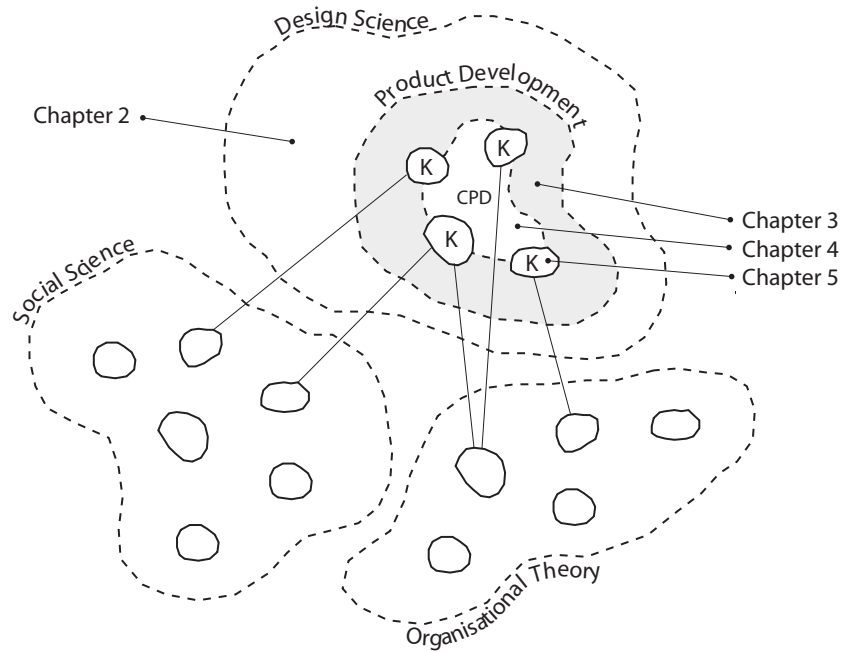 Design Science
Product Development
Chapter 2
K
K
CPD
K
K
Chapter 3
Chapter 4
Chapter 5
Social Science
Organisational Theory